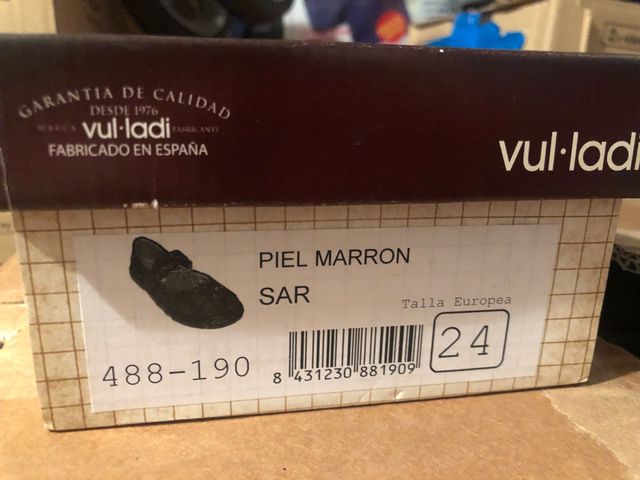 GARANTIA DE CALIDAD
DESDE 1976
MARCA vul·ladi FABRICANTE
FABRICADO EN ESPAÑA
vul·ladi
PIEL MARRON
SAR
Talla Europea
24
488-190
8 431230 881909